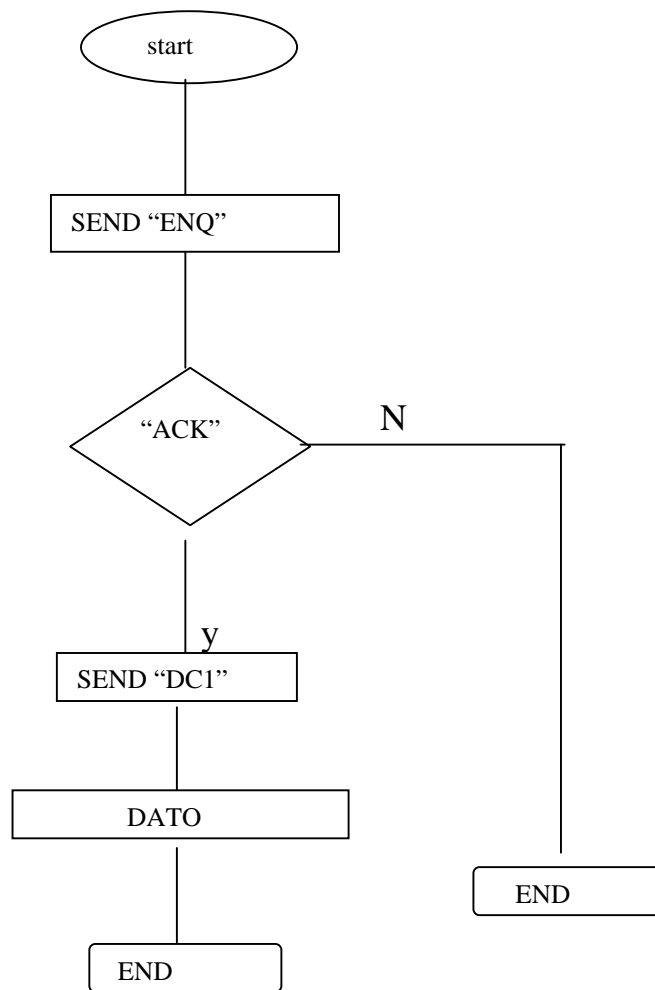 start
SEND “ENQ”
“ACK”
N
y
SEND “DC1”
DATO
END
END